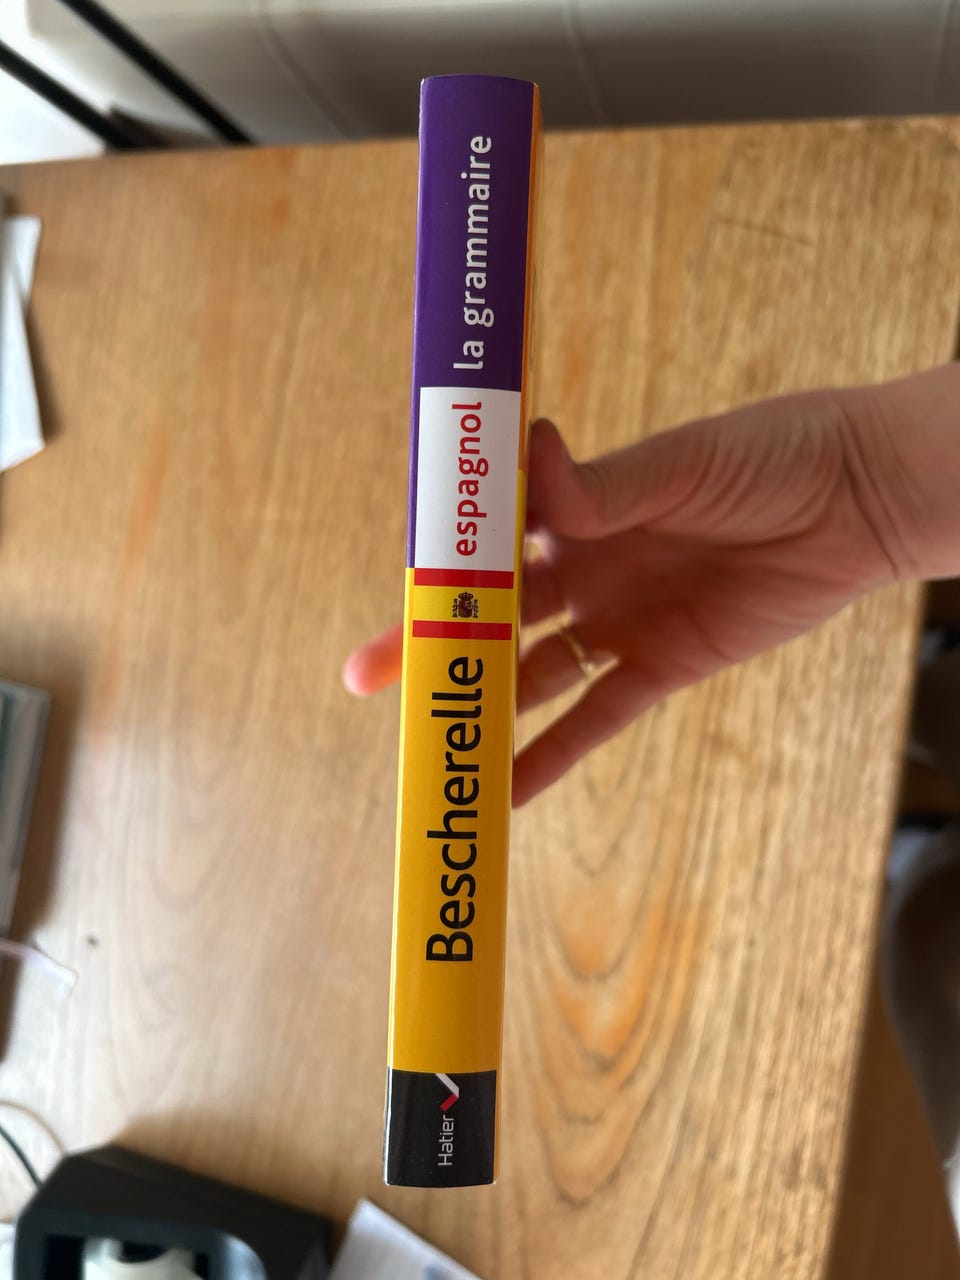 Hatier
Bescherelle
espagnol
la grammaire